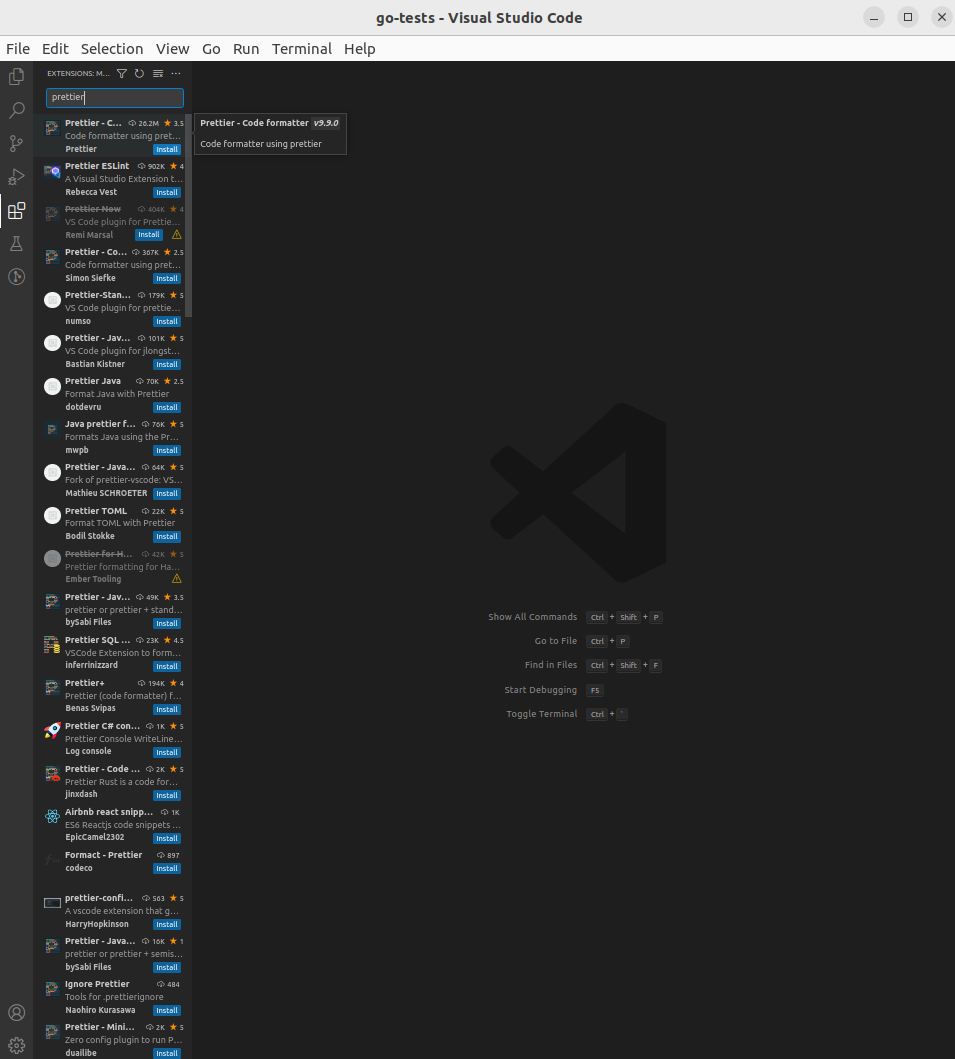 go-tests - Visual Studio Code
File Edit Selection View Go Run Terminal Help
EXTENSIONS: M...
prettier
Prettier - C... 26.2M ★ 3.5
Code formatter using pret...
Prettier Install
Prettier - Code formatter v9.9.0
Code formatter using prettier
Prettier ESLint 902K ★ 4
A Visual Studio Extension t...
Rebecca Vest Install
Prettier Now 404K ★ 4
VS Code plugin for Prettie...
Remi Marsal Install
Prettier - Co... 367K ★ 2.5
Code formatter using pret...
Simon Siefke Install
Prettier-Stan... 179K ★ 5
VS Code plugin for prettie...
numso Install
Prettier - Jav... 101K ★ 5
VS Code plugin for jlongst...
Bastian Kistner Install
Prettier Java 70K ★ 2.5
Format Java with Prettier
dotdevru Install
Java prettier f... 76K ★ 5
Formats Java using the Pr...
mwpb Install
Prettier - Java... 64K ★ 5
Fork of prettier-vscode: VS...
Mathieu SCHROETER Install
Prettier TOML 22K ★ 5
Format TOML with Prettier
Bodil Stokke Install
Prettier for H... 42K ★ 5
Prettier formatting for Ha...
Ember Tooling
Prettier - Jav... 49K ★ 3.5
prettier or prettier + stand...
bySabi Files Install
Prettier SQL ... 23K ★ 4.5
VSCode Extension to form...
inferrinizzard Install
Prettier+ 194K ★ 4
Prettier (code formatter) f...
Benas Svipas Install
Prettier C# con... 1K ★ 5
Prettier Console WriteLine...
Log console Install
Prettier - Code ... 2K ★ 5
Prettier Rust is a code for...
jinxdash Install
Airbnb react snipp... 1K
ES6 Reactjs code snippets ...
EpicCamel2302 Install
Formact - Prettier 897
codeco Install
prettier-confi... 563 ★ 5
A vscode extension that g...
HarryHopkinson Install
Prettier - Java... 16K ★ 1
prettier or prettier + semis...
bySabi Files Install
Ignore Prettier 484
Tools for .prettierignore
Naohiro Kurasawa Install
Prettier - Mini... 2K ★ 5
Zero config plugin to run P...
duailibe Install
Show All Commands Ctrl + Shift + P
Go to File Ctrl + P
Find in Files Ctrl + Shift + F
Start Debugging F5
Toggle Terminal Ctrl + `